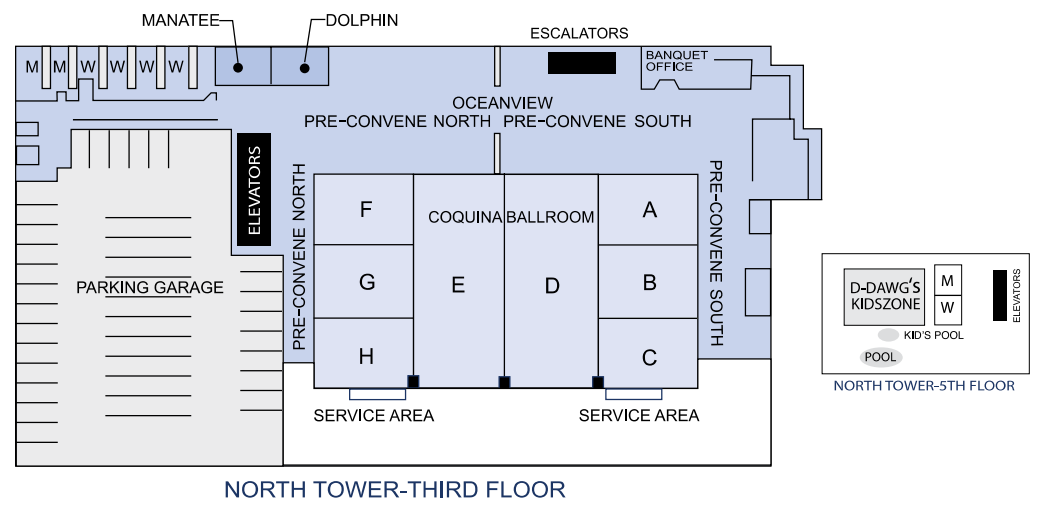 MANATEE
DOLPHIN
ESCALATORS
M M W W W W
BANQUET
OFFICE
OCEANVIEW
PRE-CONVENE NORTH PRE-CONVENE SOUTH
ELEVATORS
PRE-CONVENE NORTH
PRE-CONVENE SOUTH
F
A
COQUINA BALLROOM
G
E
D
B
PARKING GARAGE
H
C
SERVICE AREA
SERVICE AREA
NORTH TOWER-THIRD FLOOR
D-DAWG's
KIDSZONE
M
W
ELEVATORS
KID'S POOL
POOL
NORTH TOWER-5TH FLOOR